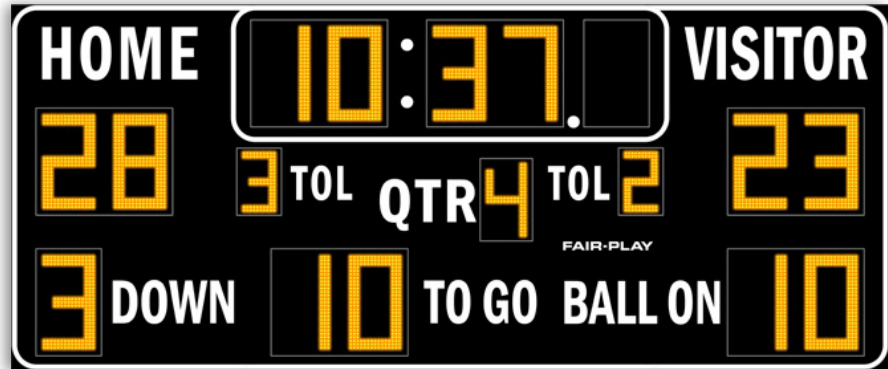 HOME 10:37. VISITOR
28 23
3 TOL QTR 4 TOL 2
FAIR-PLAY
3 DOWN 10 TO GO BALL ON 10